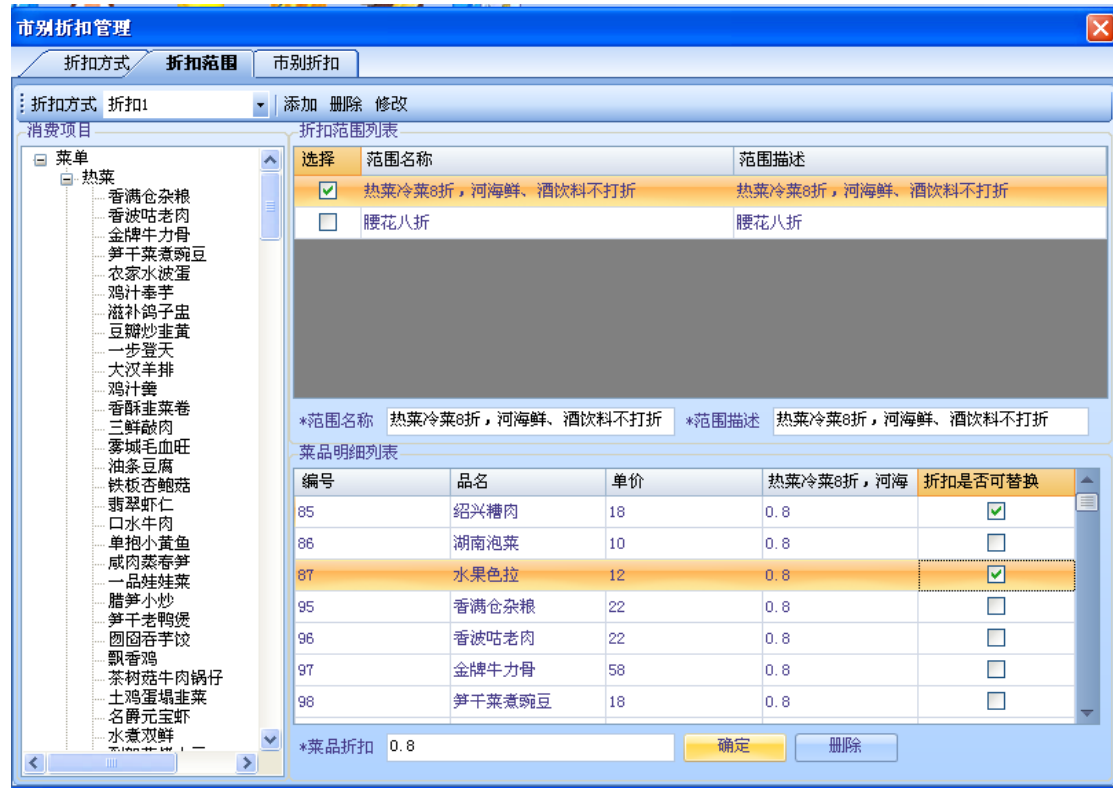 市别折扣管理
折扣方式 折扣范围 市别折扣
折扣方式 折扣1 添加 删除 修改
消费项目
菜单
热菜
香满仓杂粮
香波咕老肉
金牌牛力骨
笋干菜煮豌豆
农家水波蛋
鸡汁奉芋
滋补鸽子盅
豆瓣炒韭黄
一步登天
大汉羊排
鸡汁羹
香酥韭菜卷
三鲜敲肉
雾城毛血旺
油条豆腐
铁板杏鲍菇
翡翠虾仁
口水牛肉
单抱小黄鱼
咸肉蒸春笋
一品娃娃菜
腊笋小炒
笋干老鸭煲
囫囵吞芋饺
飘香鸡
茶树菇牛肉锅仔
土鸡蛋塌韭菜
名爵元宝虾
水煮双鲜
折扣范围列表
选择 范围名称 范围描述
热菜冷菜8折，河海鲜、酒饮料不打折 热菜冷菜8折，河海鲜、酒饮料不打折
腰花八折 腰花八折
*范围名称 热菜冷菜8折，河海鲜、酒饮料不打折 *范围描述 热菜冷菜8折，河海鲜、酒饮料不打折
菜品明细列表
编号 品名 单价 热菜冷菜8折，河海 折扣是否可替换
85 绍兴糟肉 18 0.8
86 湖南泡菜 10 0.8
87 水果色拉 12 0.8
95 香满仓杂粮 22 0.8
96 香波咕老肉 22 0.8
97 金牌牛力骨 58 0.8
98 笋干菜煮豌豆 18 0.8
*菜品折扣 0.8 确定 删除